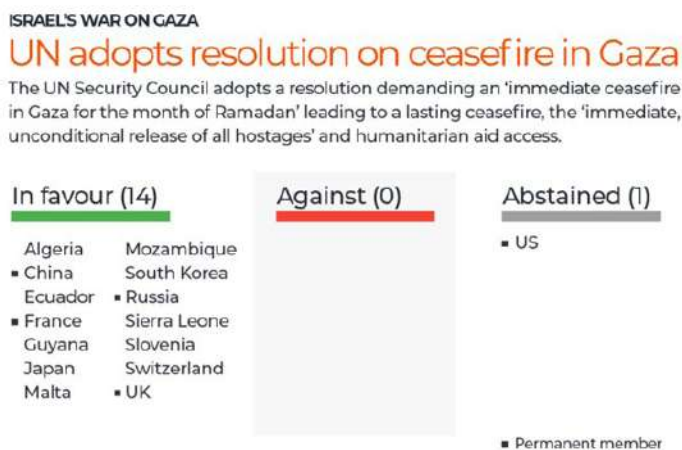 ISRAEL'S WAR ON GAZA
UN adopts resolution on ceasefire in Gaza
The UN Security Council adopts a resolution demanding an 'immediate ceasefire
in Gaza for the month of Ramadan' leading to a lasting ceasefire, the 'immediate,
unconditional release of all hostages' and humanitarian aid access.
In favour (14)
Algeria
▪ China
Ecuador
▪ France
Guyana
Japan
Malta
Mozambique
South Korea
▪ Russia
Sierra Leone
Slovenia
Switzerland
▪ UK
Against (0)
Abstained (1)
▪ US
▪ Permanent member